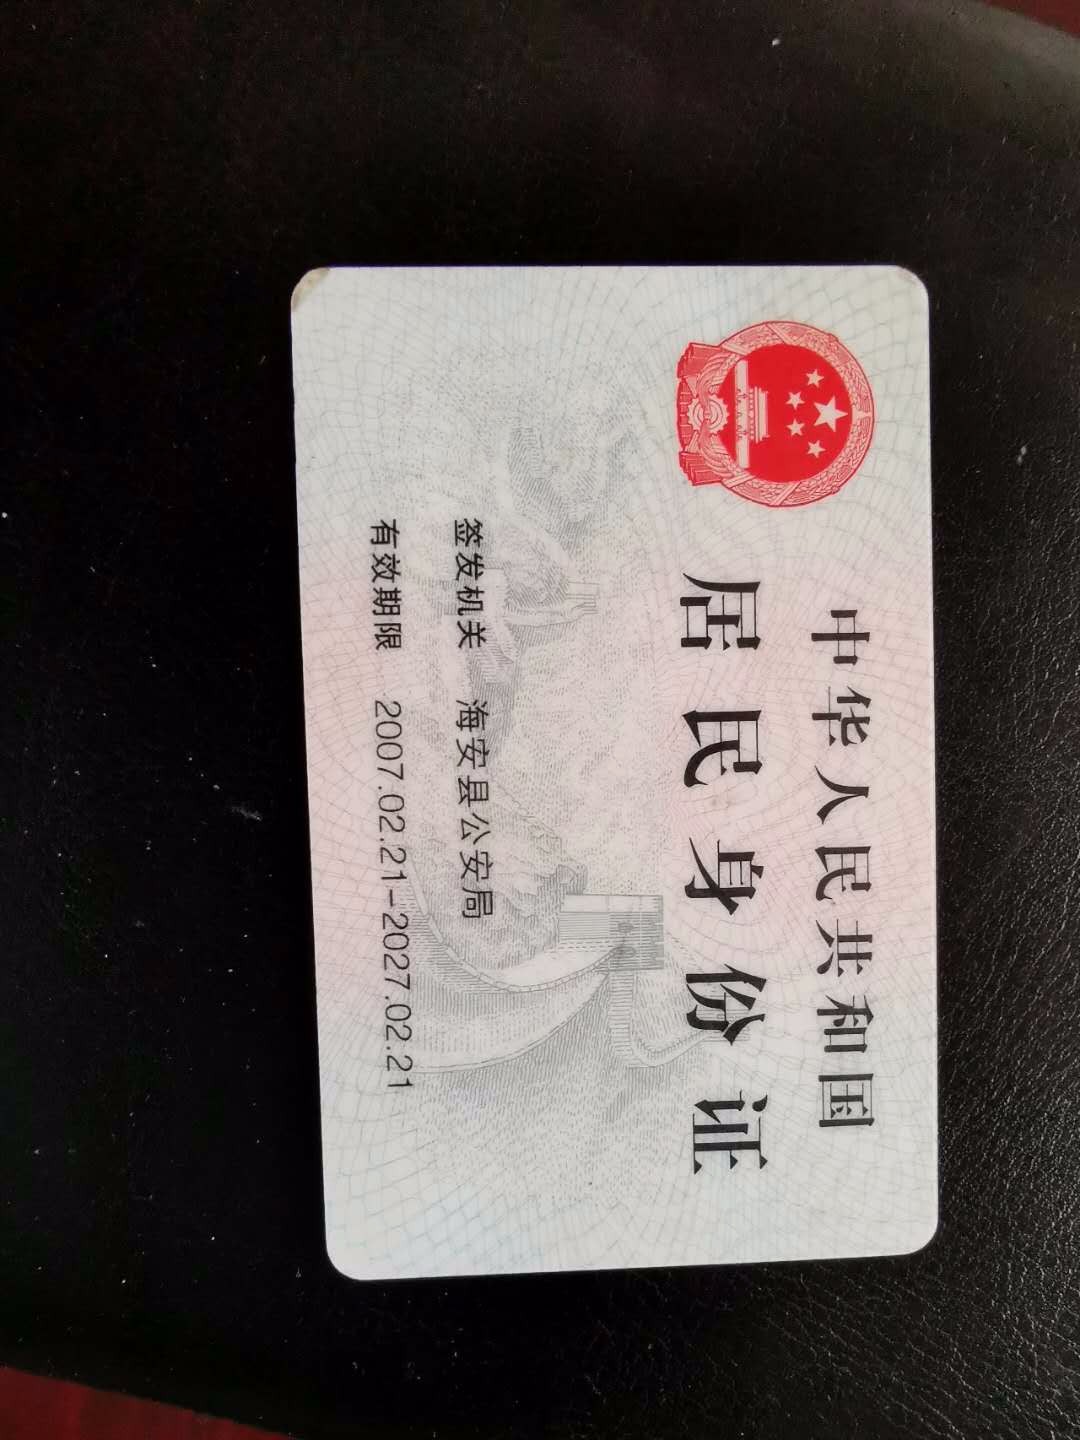 中华人民共和国
居民身份证
签发机关 海安县公安局
有效期限 2007.02.21-2027.02.21